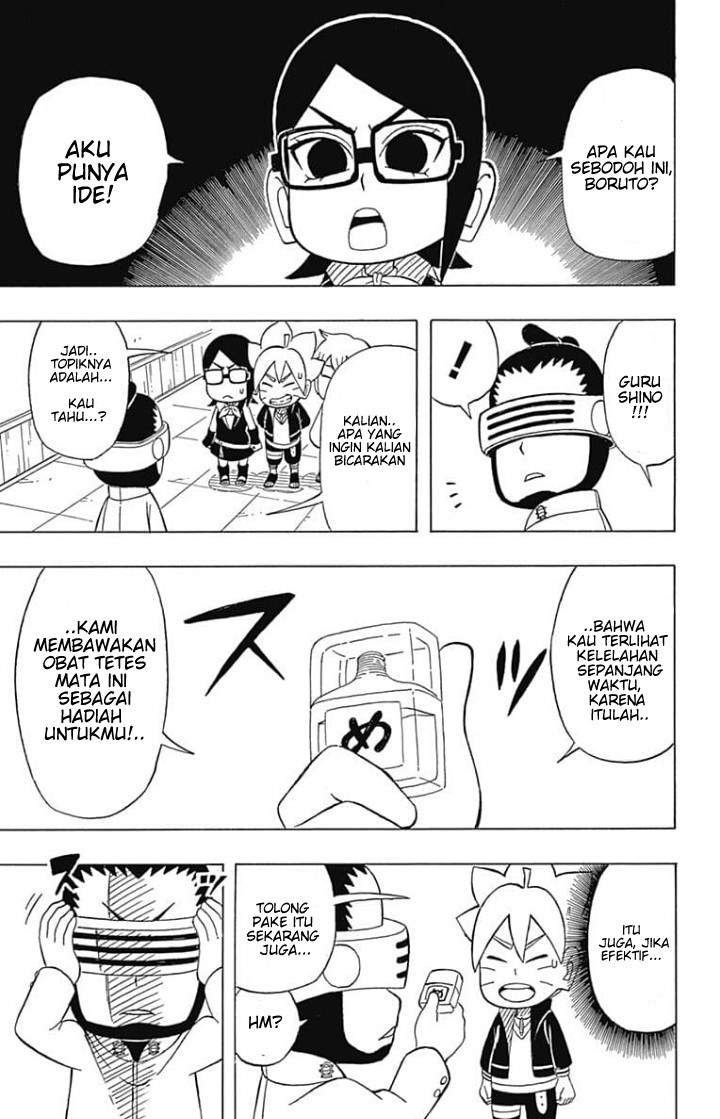 APA KAU
SEBODOH INI,
BORUTO?
AKU
PUNYA
IDE!
GURU
SHINO
!!!
!
KALIAN..
APA YANG
INGIN KALIAN
BICARAKAN
JADI..
TOPIKNYA
ADALAH...
KAU
TAHU...?
..BAHWA
KAU TERLIHAT
KELELAHAN
SEPANJANG
WAKTU,
KARENA
ITULAH..
スッ
め
..KAMI
MEMBAWAKAN
OBAT TETES
MATA INI
SEBAGAI
HADIAH
UNTUKMU!..
ITU
JUGA, JIKA
EFEKTIF...
TOLONG
PAKE ITU
SEKARANG
JUGA...
め
HM?